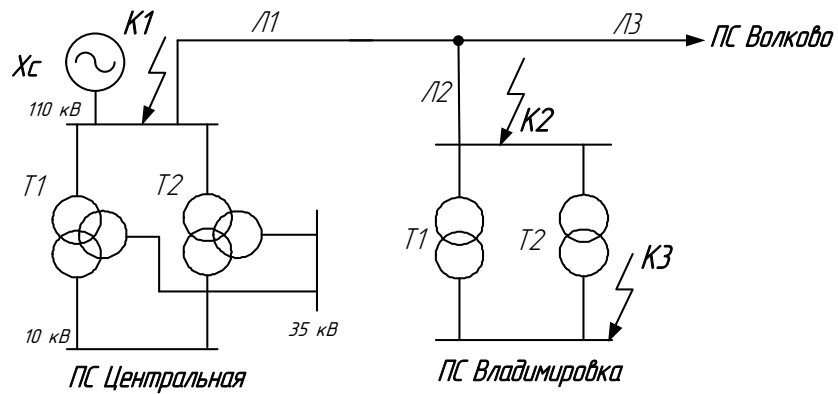 К1
Л1
Л3
ПС Волково
Хс
Л2
110 кВ
К2
Т1
Т2
Т1
Т2
К3
10 кВ
35 кВ
ПС Центральная
ПС Владимировка